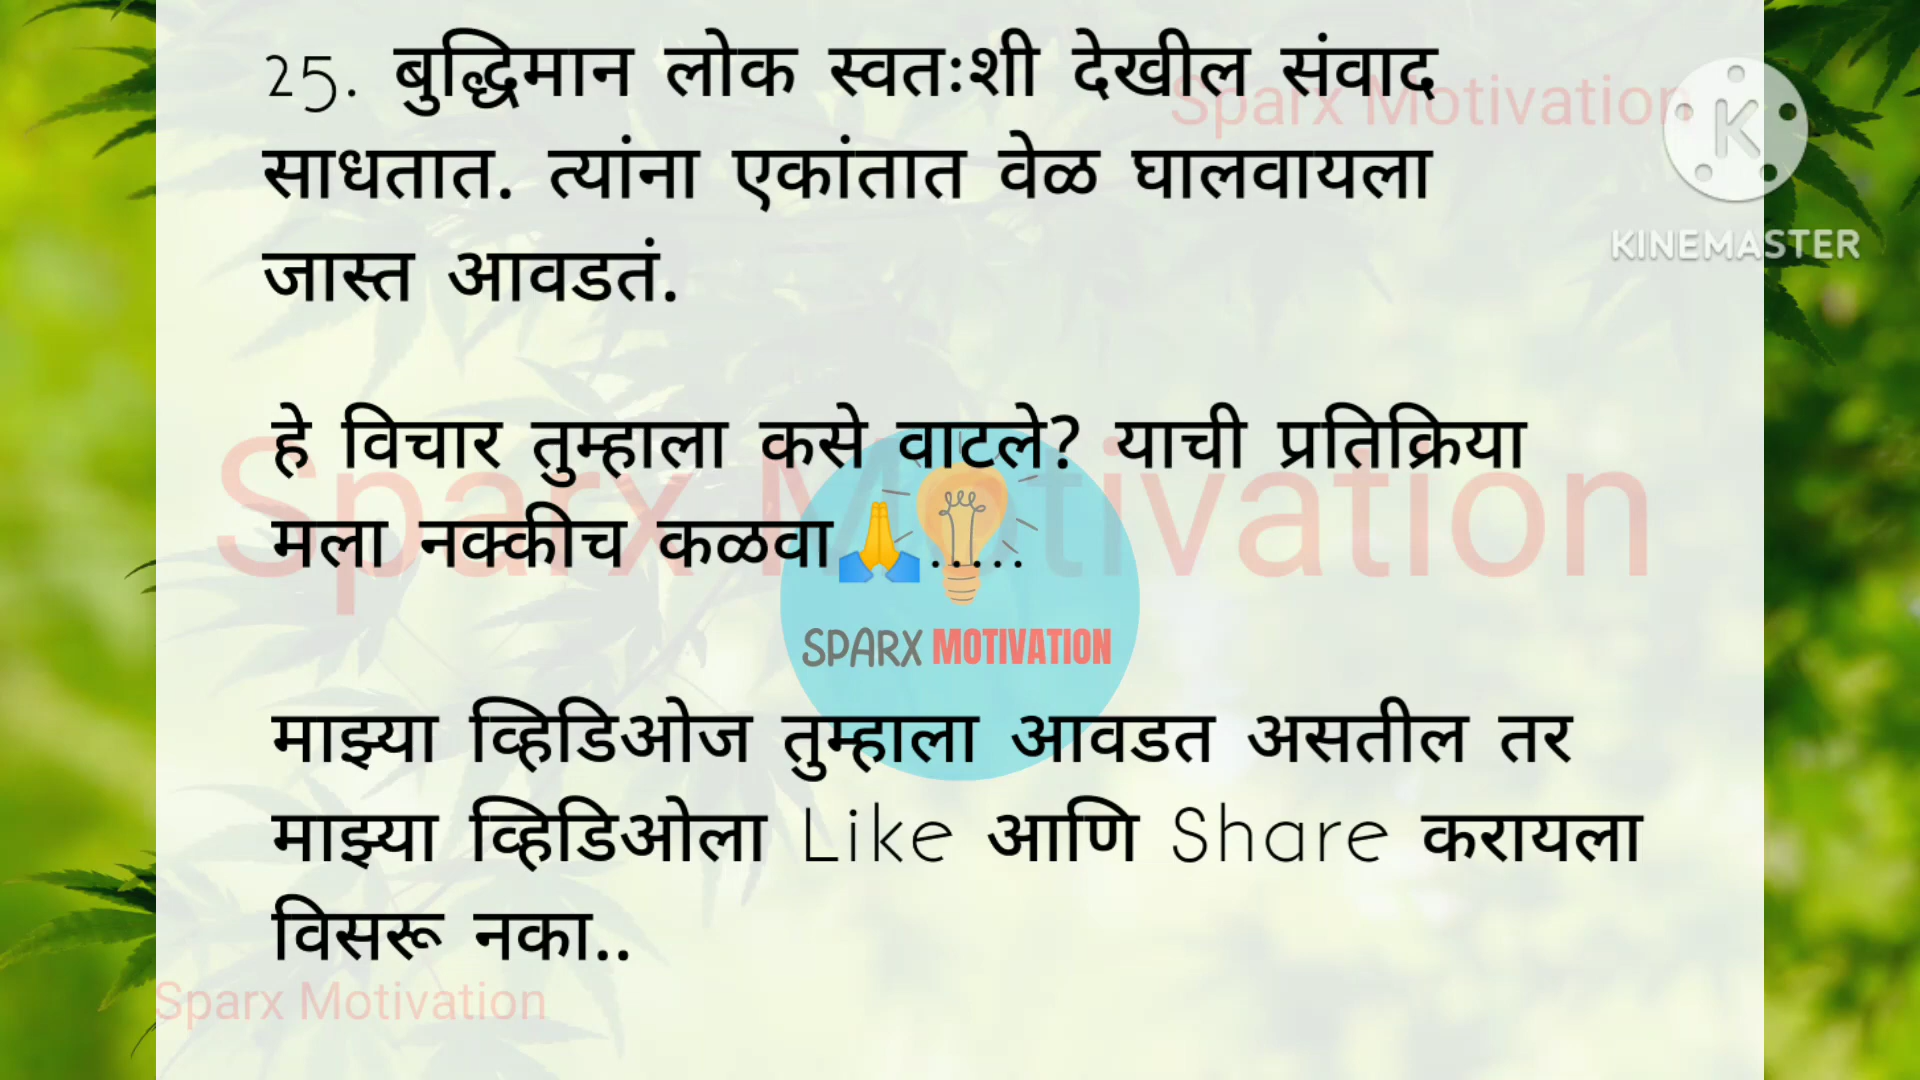 25. बुद्धिमान लोक स्वतःशी देखील संवाद
Sparx Motivation
साधतात. त्यांना एकांतात वेळ घालवायला
जास्त आवडतं.
K
KINEMASTER
हे विचार तुम्हाला कसे वाटले? याची प्रतिक्रिया
Sparx Motivation
मला नक्कीच कळवा🙏.....
SPARX MOTIVATION
माझ्या व्हिडिओज तुम्हाला आवडत असतील तर
माझ्या व्हिडिओला Like आणि Share करायला
विसरू नका..
Sparx Motivation